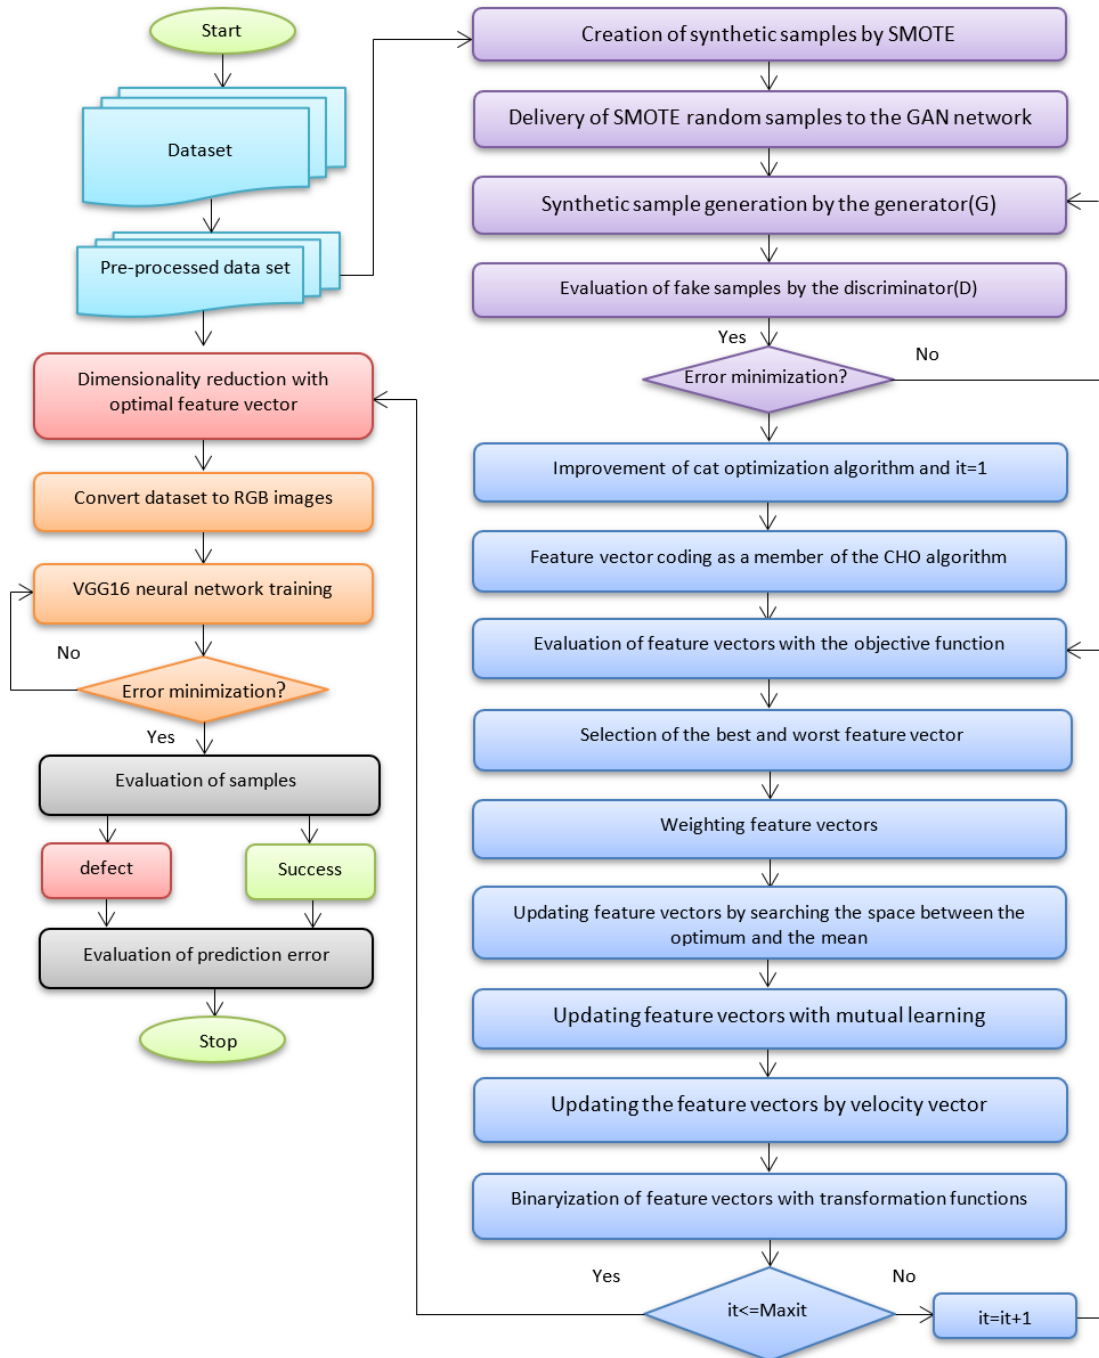 Start
Dataset
Pre-processed data set
Dimensionality reduction with
optimal feature vector
Convert dataset to RGB images
VGG16 neural network training
No
Error minimization?
Yes
Evaluation of samples
defect
Success
Evaluation of prediction error
Stop
Creation of synthetic samples by SMOTE
Delivery of SMOTE random samples to the GAN network
Synthetic sample generation by the generator(G)
Evaluation of fake samples by the discriminator(D)
Yes
No
Error minimization?
Improvement of cat optimization algorithm and it=1
Feature vector coding as a member of the CHO algorithm
Evaluation of feature vectors with the objective function
Selection of the best and worst feature vector
Weighting feature vectors
Updating feature vectors by searching the space between the
optimum and the mean
Updating feature vectors with mutual learning
Updating the feature vectors by velocity vector
Binaryization of feature vectors with transformation functions
Yes
No
it<=Maxit
it=it+1